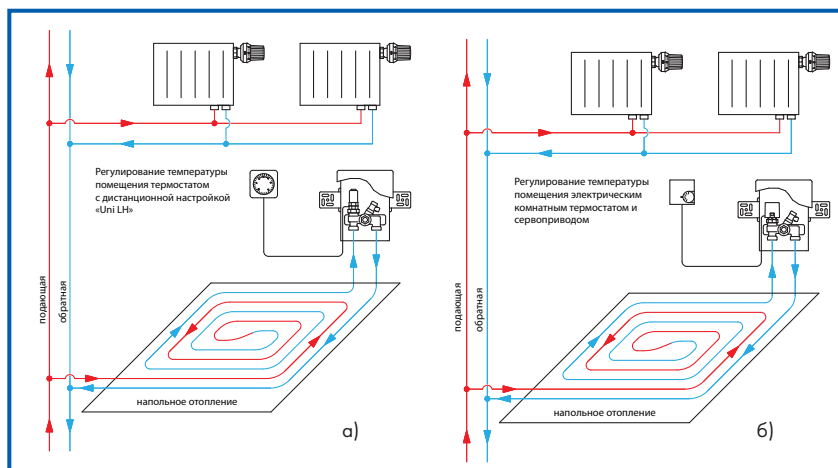 Регулирование температуры
помещения термостатом
с дистанционной настройкой
«Uni LH»
подающая
обратная
напольное отопление
а)
Регулирование температуры
помещения электрическим
комнатным термостатом и
сервоприводом
подающая
обратная
напольное отопление
б)